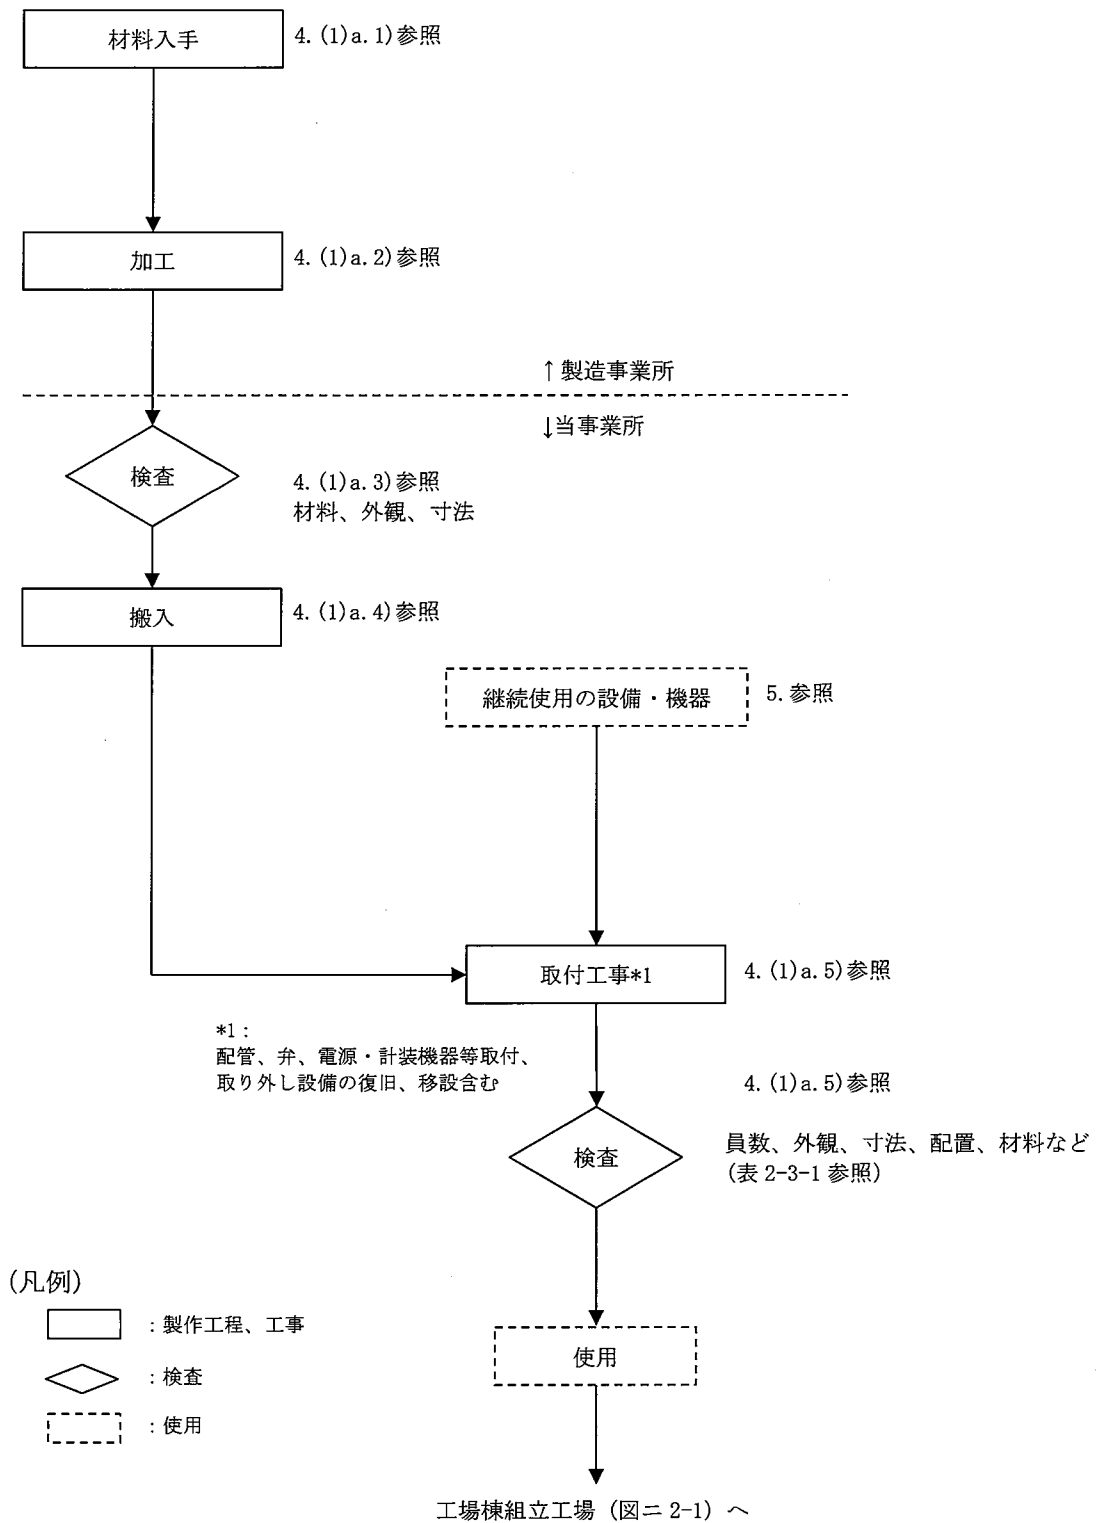 材料入手
4. (1)a.1)参照
加工
4. (1)a.2)参照
↑製造事業所
↓当事業所
検査
4. (1)a.3)参照
材料、外観、寸法
搬入
4. (1)a.4)参照
継続使用の設備・機器
5.参照
取付工事*1
4. (1)a.5)参照
*1:
配管、弁、電源・計装機器等取付、
取り外し設備の復旧、移設含む
4. (1)a.5)参照
検査
員数、外観、寸法、配置、材料など
(表 2-3-1 参照)
(凡例)
:製作工程、工事
:検査
:使用
使用
工場棟組立工場 (図ニ 2-1) へ